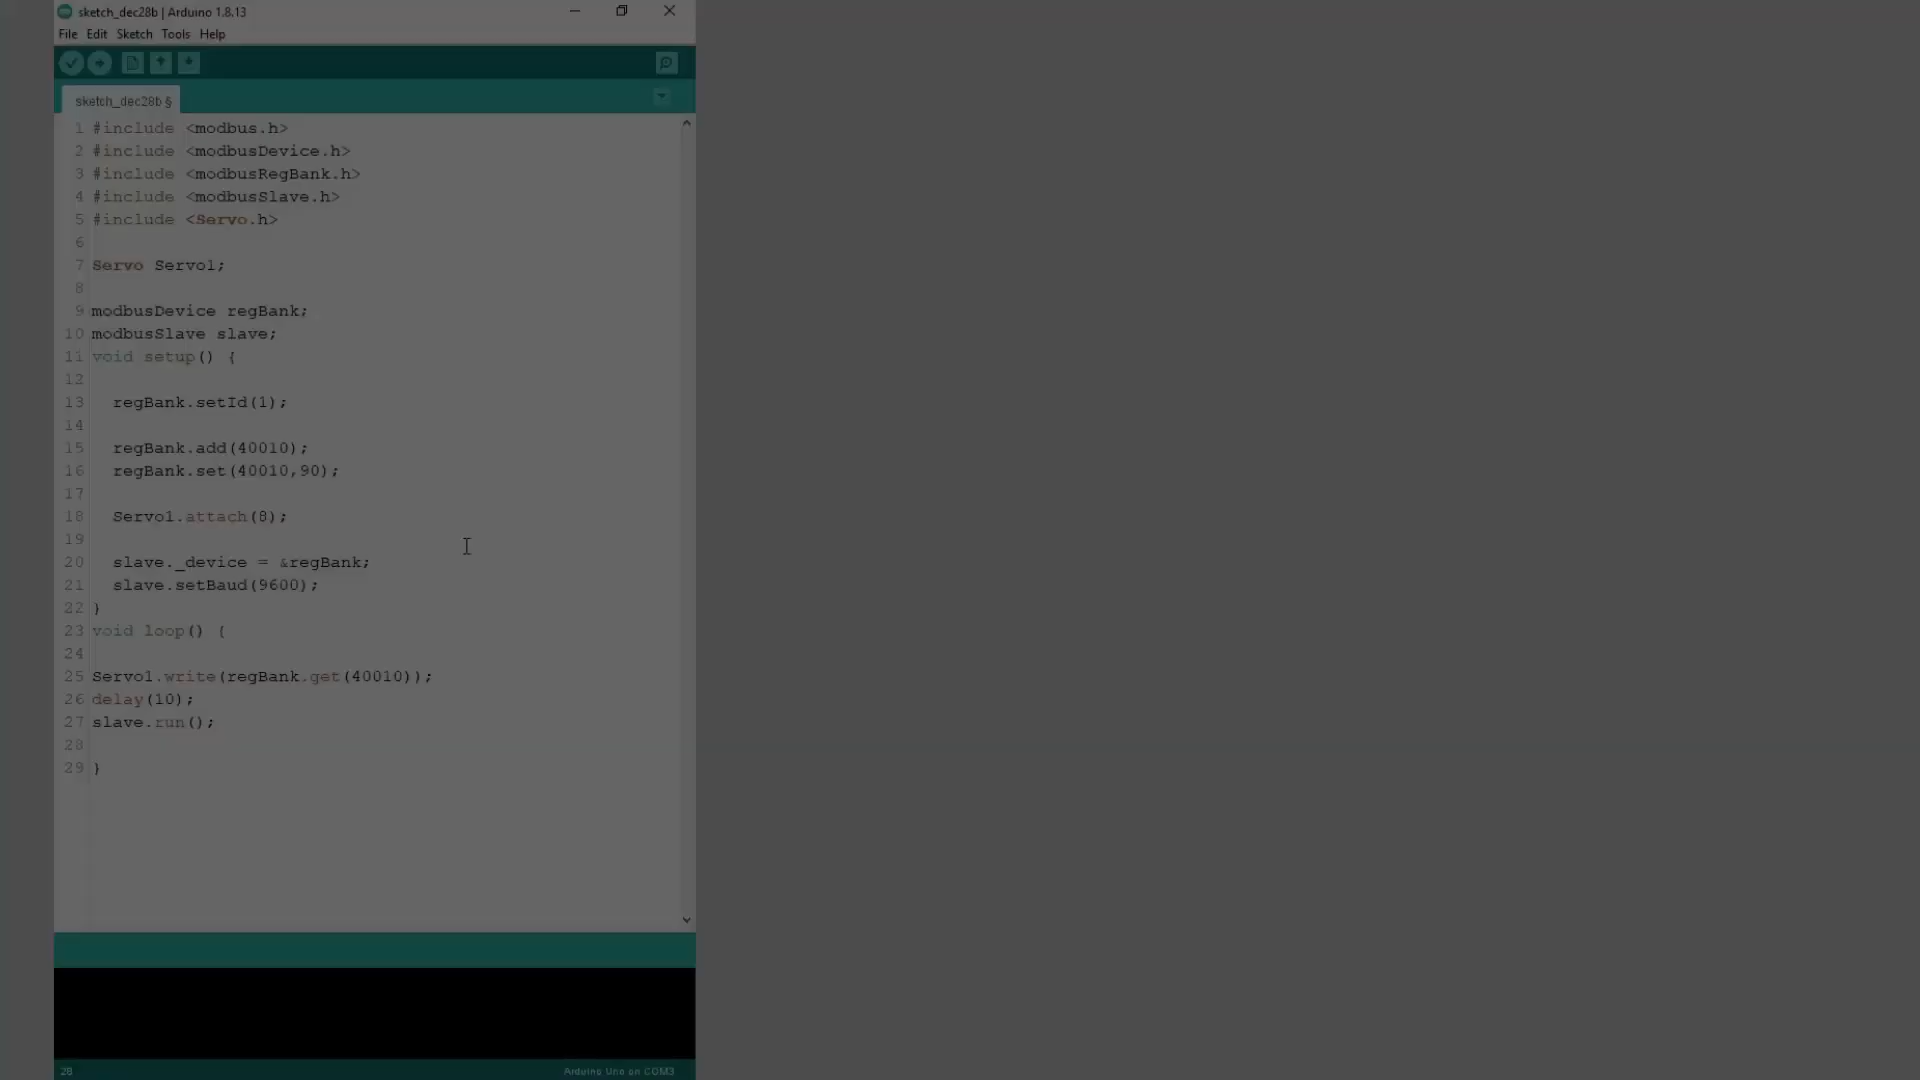 sketch_dec28b | Arduino 1.8.13
File Edit Sketch Tools Help
sketch_dec28b §
1 #include <modbus.h>
2 #include <modbusDevice.h>
3 #include <modbusRegBank.h>
4 #include <modbusSlave.h>
5 #include <Servo.h>
6
7 Servo Servo1;
8
9 modbusDevice regBank;
10 modbusSlave slave;
11 void setup() {
12
13 regBank.setId(1);
14
15 regBank.add(40010);
16 regBank.set(40010,90);
17
18 Servo1.attach(8);
19
20 slave._device = &regBank;
21 slave.setBaud(9600);
22 }
23 void loop() {
24
25 Servo1.write(regBank.get(40010));
26 delay(10);
27 slave.run();
28
29 }
28 Arduino Uno on COM3